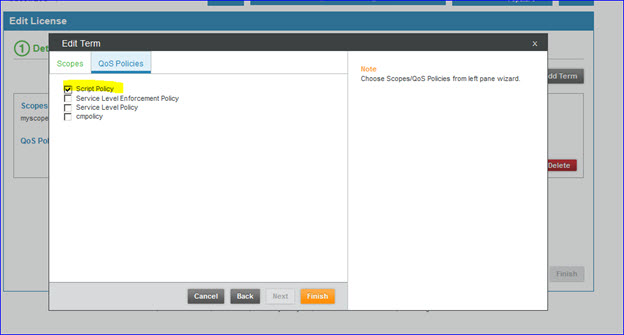 Edit License
1 Det
Edit Term
x
Scopes
QoS Policies
Script Policy
Service Level Enforcement Policy
Service Level Policy
cmpolicy
Note
Choose Scopes/QoS Policies from left pane wizard.
dd Term
Scopes
myscope
QoS Pol
Delete
Cancel
Back
Next
Finish
Finish